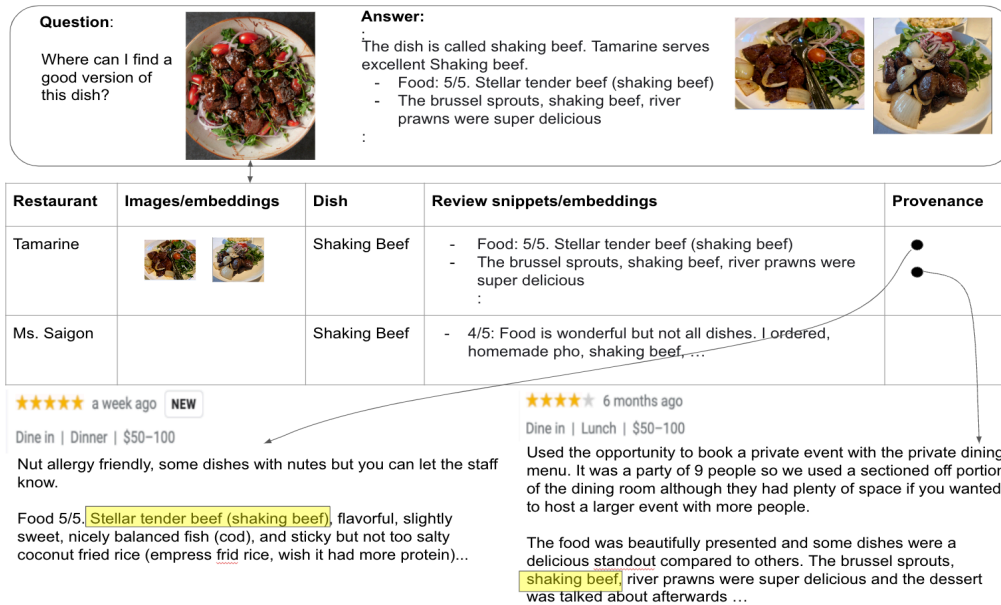 Question:
Where can I find a
good version of
this dish?
Answer:
:
The dish is called shaking beef. Tamarine serves
excellent Shaking beef.
- Food: 5/5. Stellar tender beef (shaking beef)
- The brussel sprouts, shaking beef, river
prawns were super delicious
:
Restaurant Images/embeddings Dish Review snippets/embeddings Provenance
Tamarine Shaking Beef
- Food: 5/5. Stellar tender beef (shaking beef)
- The brussel sprouts, shaking beef, river prawns were
super delicious
:
Ms. Saigon Shaking Beef
- 4/5: Food is wonderful but not all dishes. I ordered,
homemade pho, shaking beef, …
a week ago NEW
Dine in | Dinner | $50–100
Nut allergy friendly, some dishes with nutes but you can let the staff
know.
Food 5/5. Stellar tender beef (shaking beef), flavorful, slightly
sweet, nicely balanced fish (cod), and sticky but not too salty
coconut fried rice (empress frid rice, wish it had more protein)...
6 months ago
Dine in | Lunch | $50–100
Used the opportunity to book a private event with the private dining
menu. It was a party of 9 people so we used a sectioned off portion
of the dining room although they had plenty of space if you wanted
to host a larger event with more people.
The food was beautifully presented and some dishes were a
delicious standout compared to others. The brussel sprouts,
shaking beef, river prawns were super delicious and the dessert
was talked about afterwards …